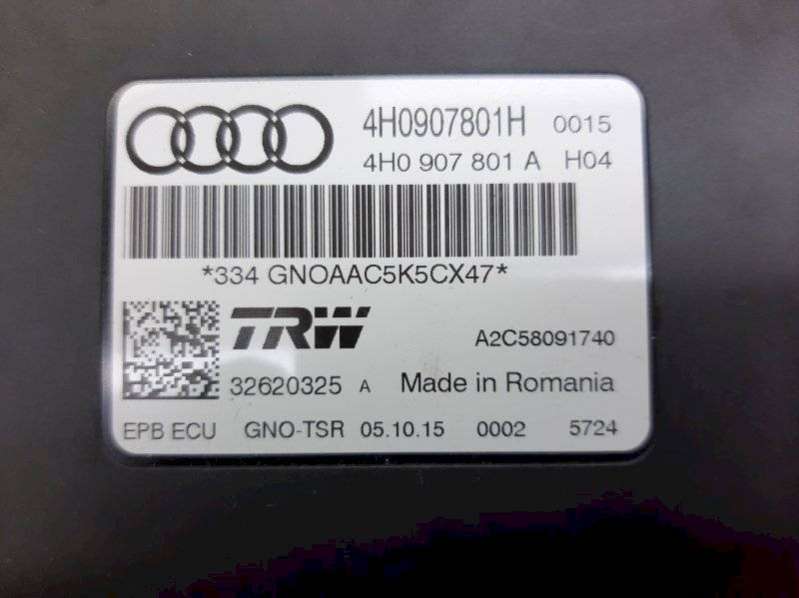 4H0907801H 0015
4H0 907 801 A H04
*334 GNOAAC5K5CX47*
TRW A2C58091740
32620325 A Made in Romania
EPB ECU GNO-TSR 05.10.15 0002 5724